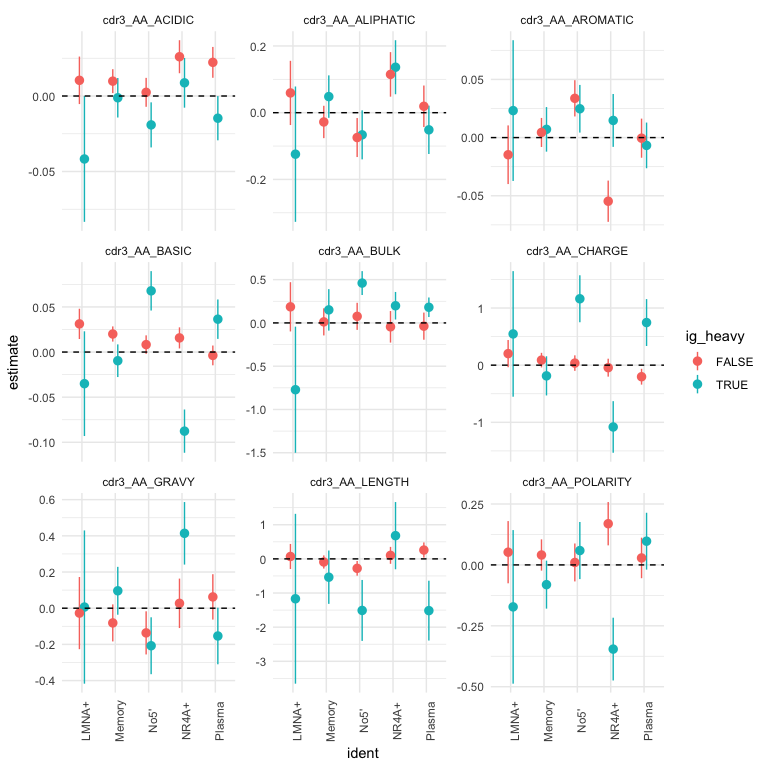 cdr3_AA_ACIDIC
cdr3_AA_ALIPHATIC
cdr3_AA_AROMATIC
0.00
-0.05
0.2
0.0
-0.2
0.05
0.00
-0.05
cdr3_AA_BASIC
cdr3_AA_BULK
cdr3_AA_CHARGE
0.05
0.00
-0.05
-0.10
0.5
0.0
-0.5
-1.0
-1.5
1
0
-1
cdr3_AA_GRAVY
cdr3_AA_LENGTH
cdr3_AA_POLARITY
0.6
0.4
0.2
0.0
-0.2
-0.4
1
0
-1
-2
-3
0.25
0.00
-0.25
-0.50
LMNA+
Memory
No5'
NR4A+
Plasma
LMNA+
Memory
No5'
NR4A+
Plasma
LMNA+
Memory
No5'
NR4A+
Plasma
estimate
ident
ig_heavy
FALSE
TRUE